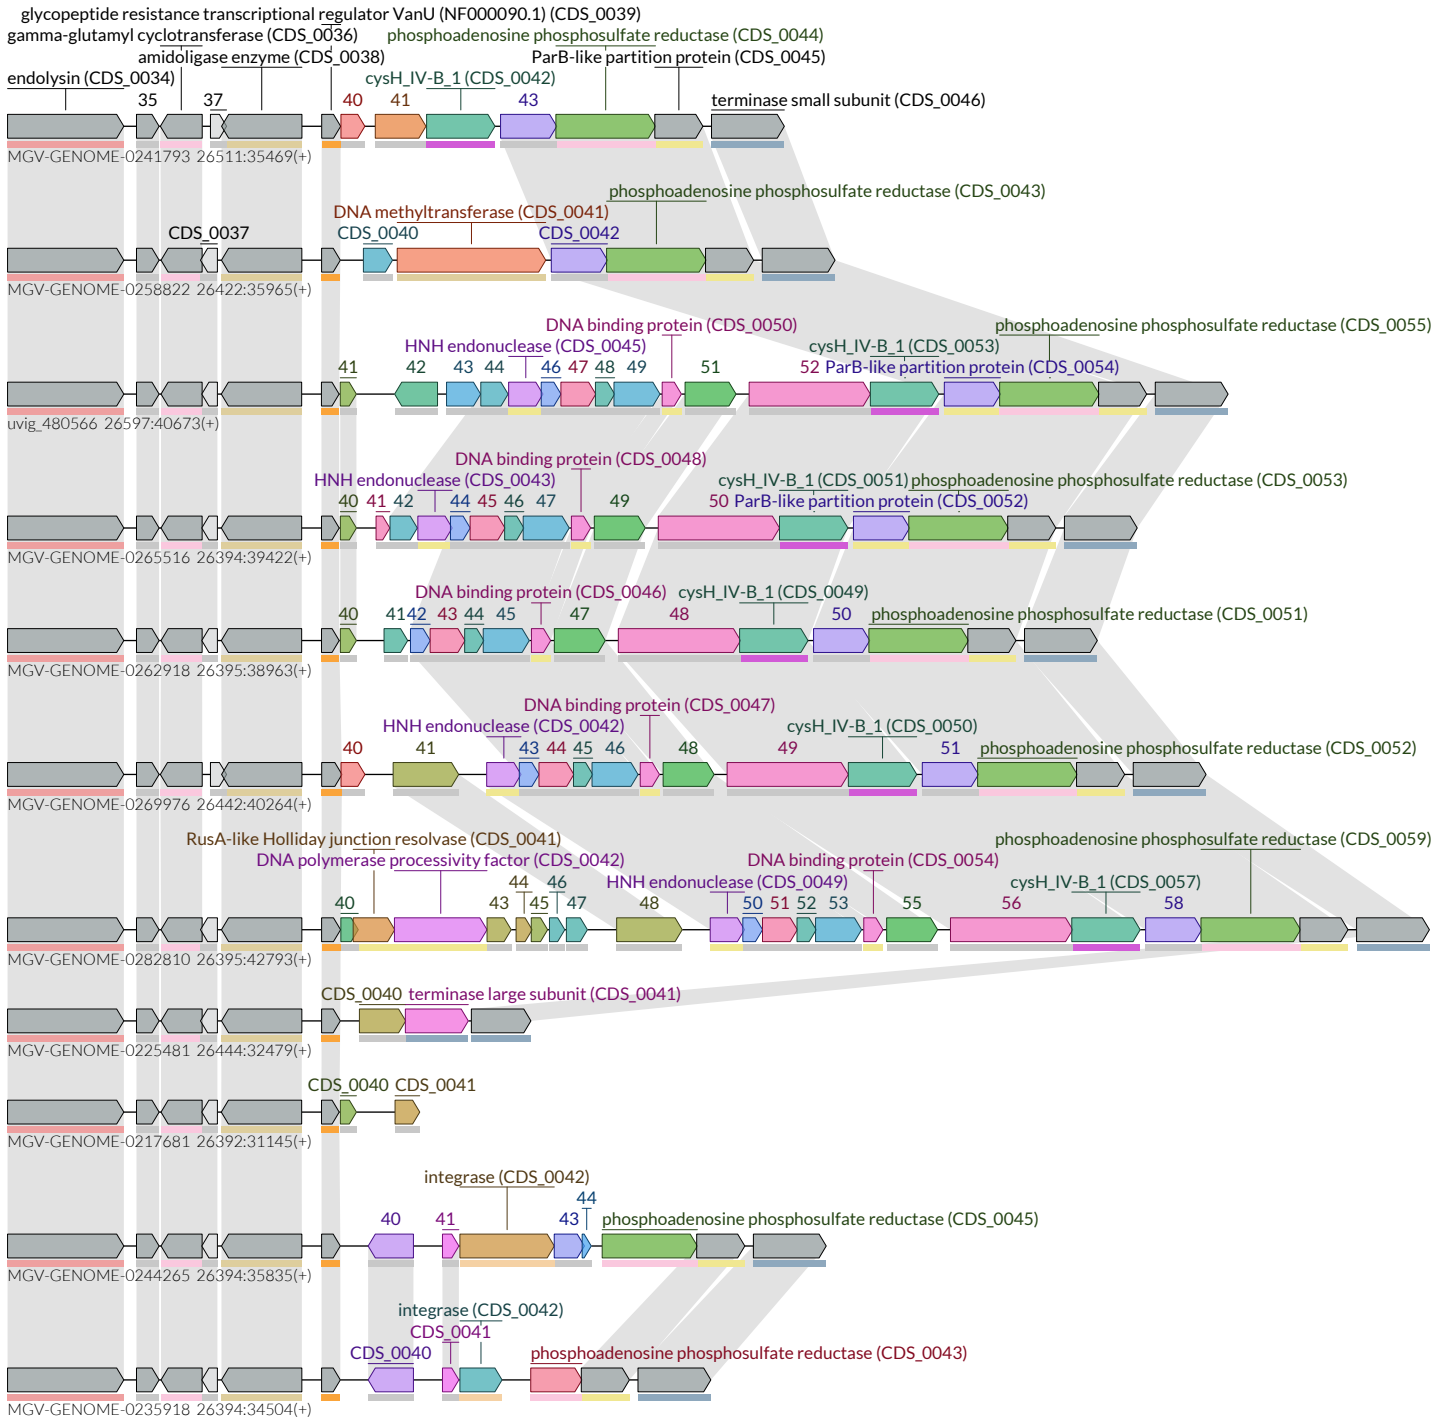 glycopeptide resistance transcriptional regulator VanU (NF000090.1) (CDS_0039)
gamma-glutamyl cyclotransferase (CDS_0036) phosphoadenosine phosphosulfate reductase (CDS_0044)
amidoligase enzyme (CDS_0038) ParB-like partition protein (CDS_0045)
endolysin (CDS_0034) cysH_IV-B_1 (CDS_0042)
35 37 40 41 43 terminase small subunit (CDS_0046)
MGV-GENOME-0241793 26511:35469(+)
phosphoadenosine phosphosulfate reductase (CDS_0043)
DNA methyltransferase (CDS_0041)
CDS_0037 CDS_0040 CDS_0042
MGV-GENOME-0258822 26422:35965(+)
DNA binding protein (CDS_0050) phosphoadenosine phosphosulfate reductase (CDS_0055)
HNH endonuclease (CDS_0045) cysH_IV-B_1 (CDS_0053)
41 42 43 44 46 47 48 49 51 52 ParB-like partition protein (CDS_0054)
uvig_480566 26597:40673(+)
DNA binding protein (CDS_0048)
HNH endonuclease (CDS_0043) cysH_IV-B_1 (CDS_0051) phosphoadenosine phosphosulfate reductase (CDS_0053)
40 41 42 44 45 46 47 49 50 ParB-like partition protein (CDS_0052)
MGV-GENOME-0265516 26394:39422(+)
DNA binding protein (CDS_0046) cysH_IV-B_1 (CDS_0049)
40 41 42 43 44 45 47 48 50 phosphoadenosine phosphosulfate reductase (CDS_0051)
MGV-GENOME-0262918 26395:38963(+)
DNA binding protein (CDS_0047)
HNH endonuclease (CDS_0042) cysH_IV-B_1 (CDS_0050)
40 41 43 44 45 46 48 49 51 phosphoadenosine phosphosulfate reductase (CDS_0052)
MGV-GENOME-0269976 26442:40264(+)
RusA-like Holliday junction resolvase (CDS_0041) phosphoadenosine phosphosulfate reductase (CDS_0059)
DNA polymerase processivity factor (CDS_0042) DNA binding protein (CDS_0054)
44 46 HNH endonuclease (CDS_0049) cysH_IV-B_1 (CDS_0057)
40 43 45 47 48 50 51 52 53 55 56 58
MGV-GENOME-0282810 26395:42793(+)
CDS_0040 terminase large subunit (CDS_0041)
MGV-GENOME-0225481 26444:32479(+)
CDS_0040 CDS_0041
MGV-GENOME-0217681 26392:31145(+)
integrase (CDS_0042)
44
40 41 43 phosphoadenosine phosphosulfate reductase (CDS_0045)
MGV-GENOME-0244265 26394:35835(+)
integrase (CDS_0042)
CDS_0041
CDS_0040 phosphoadenosine phosphosulfate reductase (CDS_0043)
MGV-GENOME-0235918 26394:34504(+)